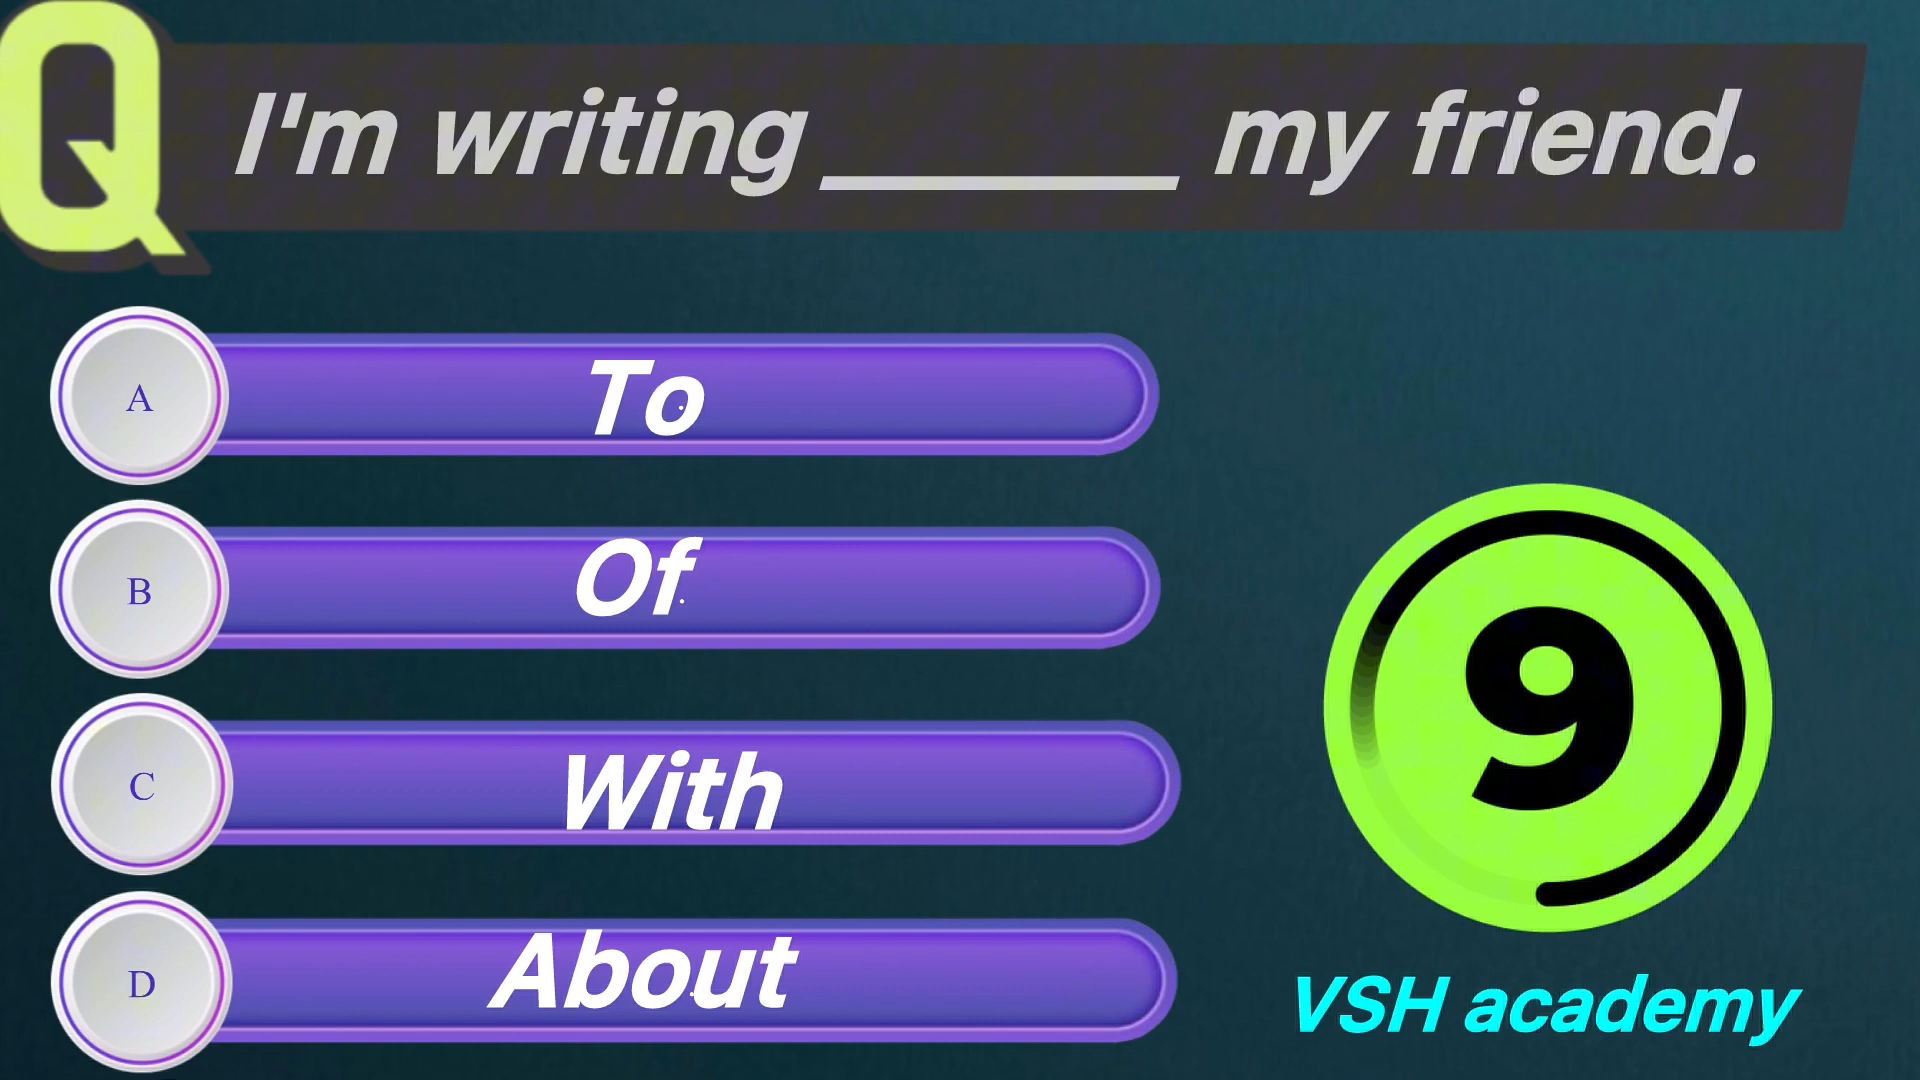 Q
I'm writing ______ my friend.
A To
B Of
C With
D About
9
VSH academy